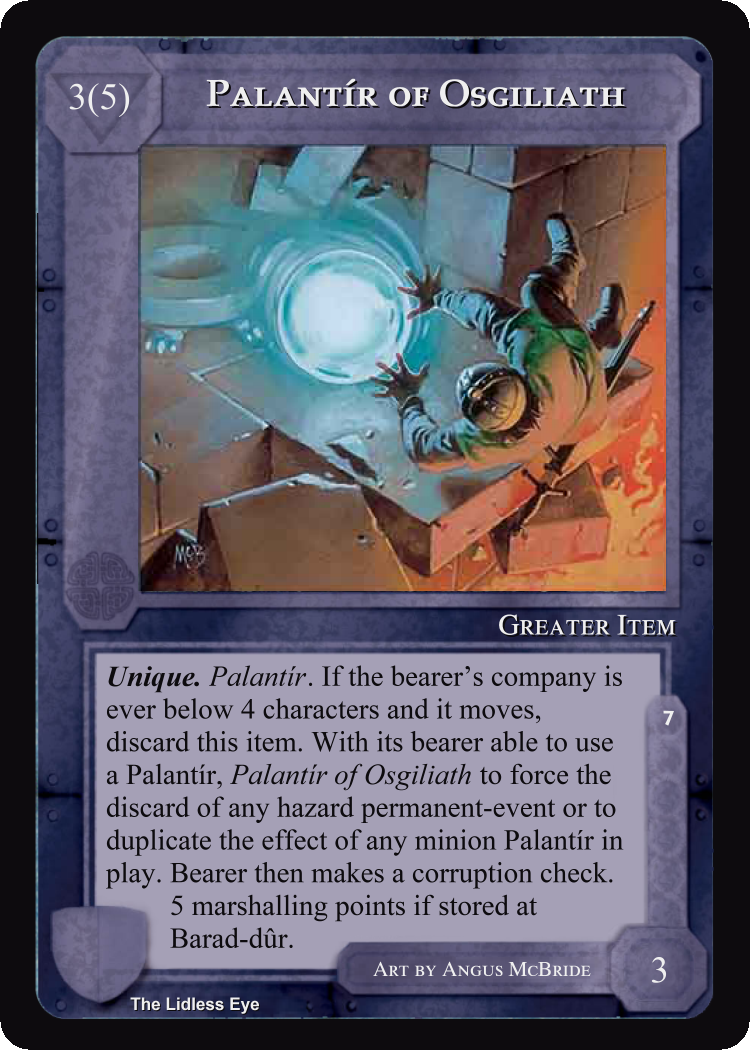 3(5)
Palantír of Osgiliath
McB
Greater Item
Unique. Palantír. If the bearer's company is
ever below 4 characters and it moves,
discard this item. With its bearer able to use
a Palantír, Palantír of Osgiliath to force the
discard of any hazard permanent-event or to
duplicate the effect of any minion Palantír in
play. Bearer then makes a corruption check.
5 marshalling points if stored at
Barad-dûr.
7
Art by Angus McBride
3
The Lidless Eye